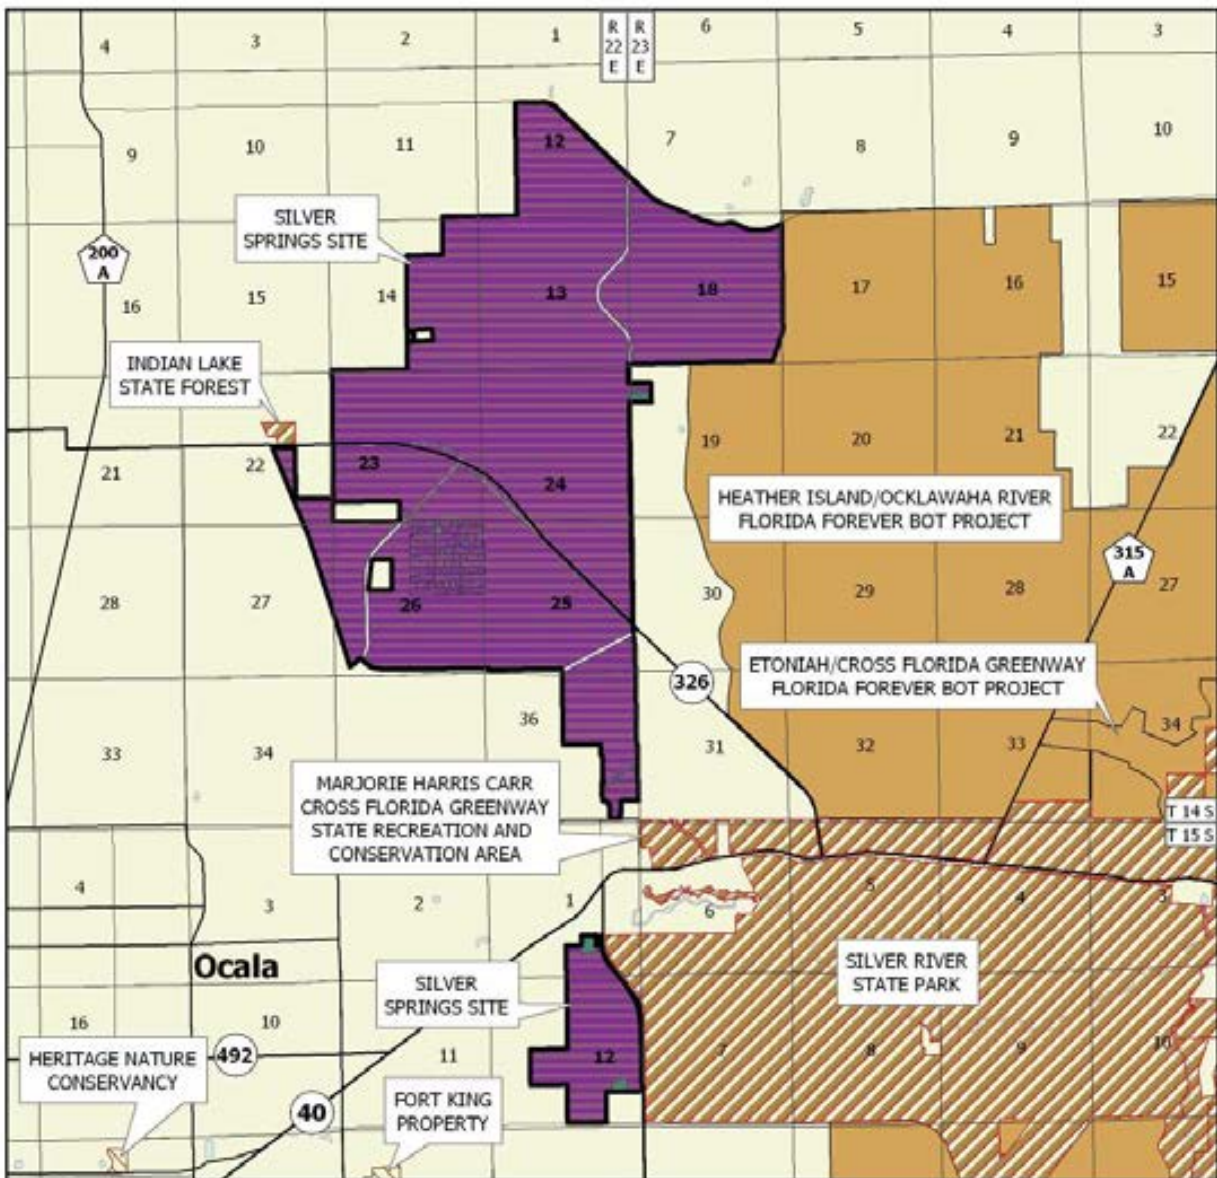 4 3 2 1 R 22 E R 23 E 6 5 4 3
9 10 11 12 7 8 9 10
SILVER
SPRINGS SITE
200
A
16 15 14 13 18 17 16 15
INDIAN LAKE
STATE FOREST
21 22 23 24 19 20 21 22
HEATHER ISLAND/OCKLAWAHA RIVER
FLORIDA FOREVER BOT PROJECT
315
A
28 27 26 25 30 29 28 27
ETONIAH/CROSS FLORIDA GREENWAY
FLORIDA FOREVER BOT PROJECT
326
33 34 36 31 32 33 34
MARJORIE HARRIS CARR
CROSS FLORIDA GREENWAY
STATE RECREATION AND
CONSERVATION AREA
T 14 S
T 15 S
4 3 2 1 6 5 4 3
Ocala
SILVER
SPRINGS SITE
SILVER RIVER
STATE PARK
16 10 11 12 7 8 9 10
HERITAGE NATURE
CONSERVANCY
492
40
FORT KING
PROPERTY